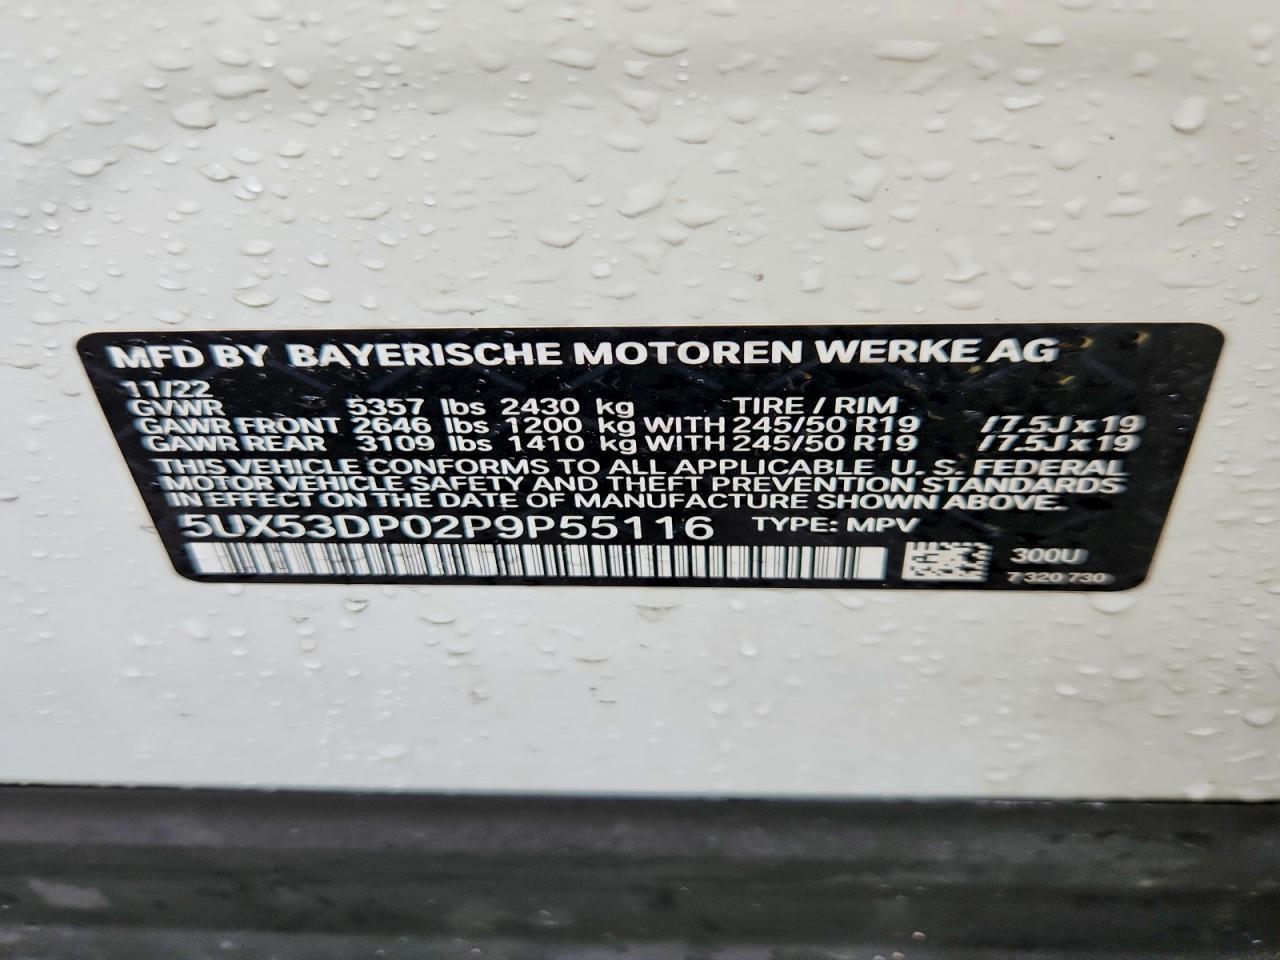 MFD BY BAYERISCHE MOTOREN WERKE AG
11/22
GVWR 5357 lbs 2430 kg TIRE / RIM
GAWR FRONT 2646 lbs 1200 kg WITH 245/50 R19 /7.5J x 19
GAWR REAR 3109 lbs 1410 kg WITH 245/50 R19 /7.5J x 19
THIS VEHICLE CONFORMS TO ALL APPLICABLE U. S. FEDERAL
MOTOR VEHICLE SAFETY AND THEFT PREVENTION STANDARDS
IN EFFECT ON THE DATE OF MANUFACTURE SHOWN ABOVE.
5UX53DP02P9P55116 TYPE: MPV
300U
7 320 730